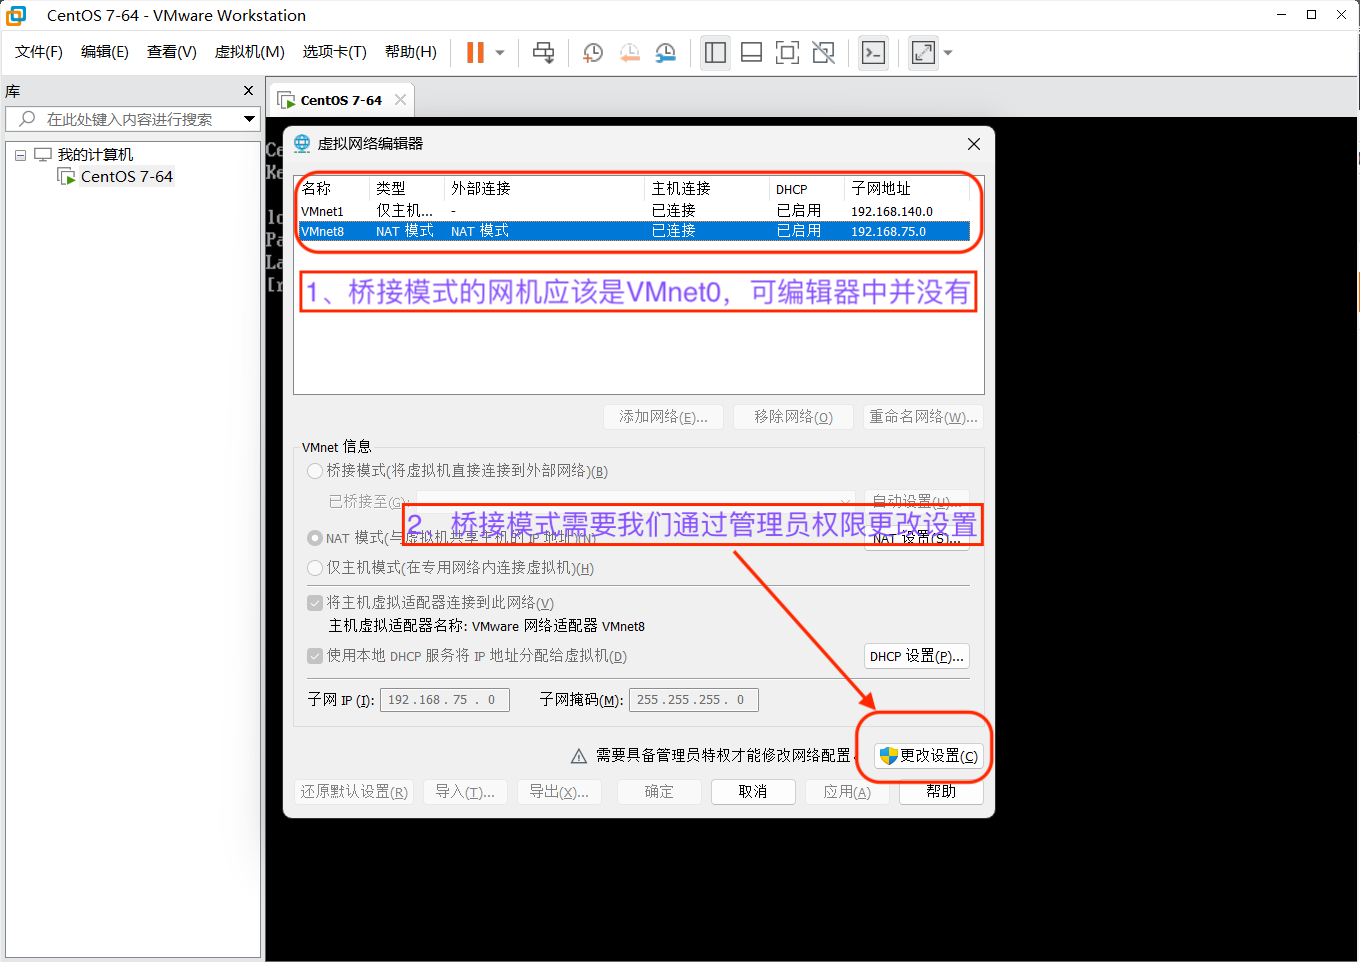 CentOS 7-64 - VMware Workstation
文件(F) 编辑(E) 查看(V) 虚拟机(M) 选项卡(T) 帮助(H)
库
CentOS 7-64
在此处键入内容进行搜索
我的计算机
CentOS 7-64
虚拟网络编辑器
名称 类型 外部连接 主机连接 DHCP 子网地址
VMnet1 仅主机... - 已连接 已启用 192.168.140.0
VMnet8 NAT 模式 NAT 模式 已连接 已启用 192.168.75.0
1、桥接模式的网机应该是VMnet0，可编辑器中并没有
添加网络(E)... 移除网络(O) 重命名网络(W)...
VMnet 信息
桥接模式(将虚拟机直接连接到外部网络)(B)
已桥接至(G): 自动设置(U)...
2、桥接模式需要我们通过管理员权限更改设置
NAT 模式(与虚拟机共享主机的 IP 地址)(N) NAT 设置(S)...
仅主机模式(在专用网络内连接虚拟机)(H)
将主机虚拟适配器连接到此网络(V)
主机虚拟适配器名称: VMware 网络适配器 VMnet8
使用本地 DHCP 服务将 IP 地址分配给虚拟机(D) DHCP 设置(P)...
子网 IP (I): 192 . 168 . 75 . 0 子网掩码(M): 255 . 255 . 255 . 0
需要具备管理员特权才能修改网络配置。 更改设置(C)
还原默认设置(R) 导入(T)... 导出(X)... 确定 取消 应用(A) 帮助
Ce
Ke
lo
Pa
La
[r